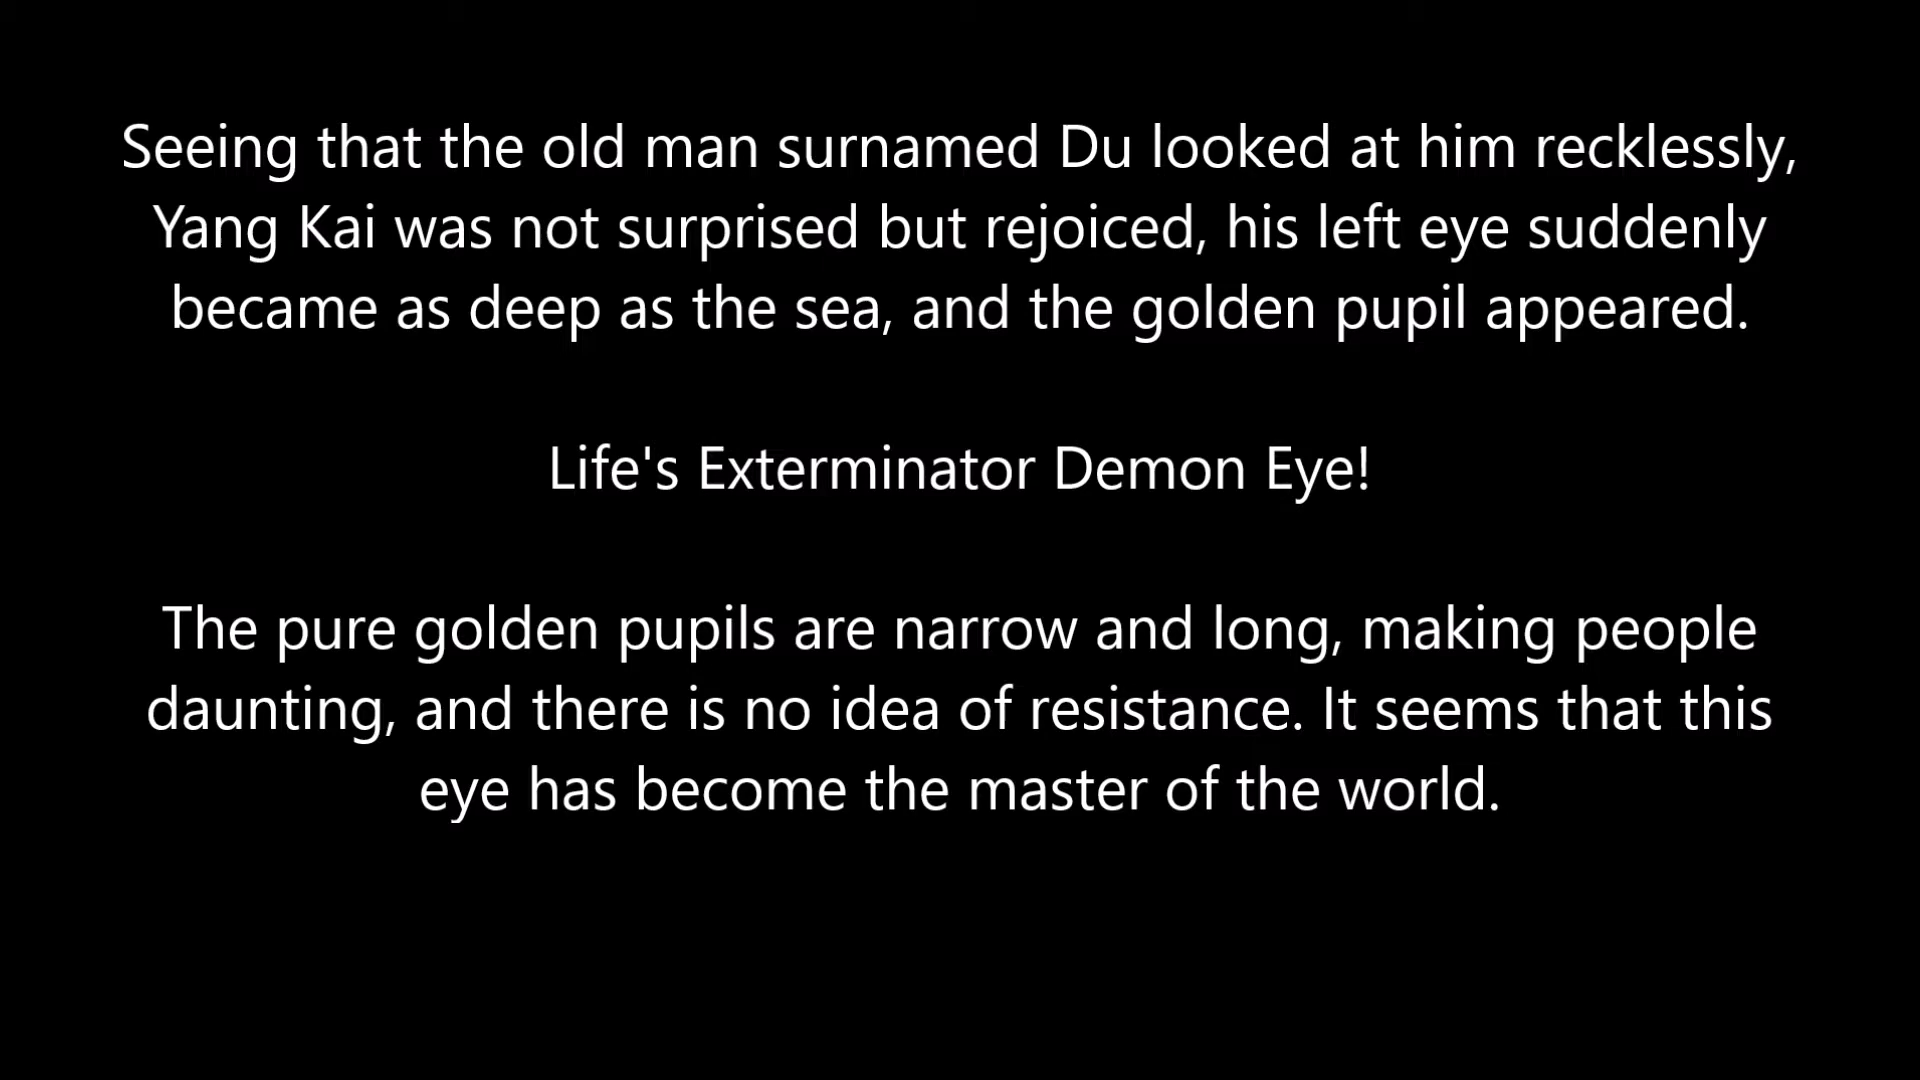 Seeing that the old man surnamed Du looked at him recklessly,
Yang Kai was not surprised but rejoiced, his left eye suddenly
became as deep as the sea, and the golden pupil appeared.
Life's Exterminator Demon Eye!
The pure golden pupils are narrow and long, making people
daunting, and there is no idea of resistance. It seems that this
eye has become the master of the world.